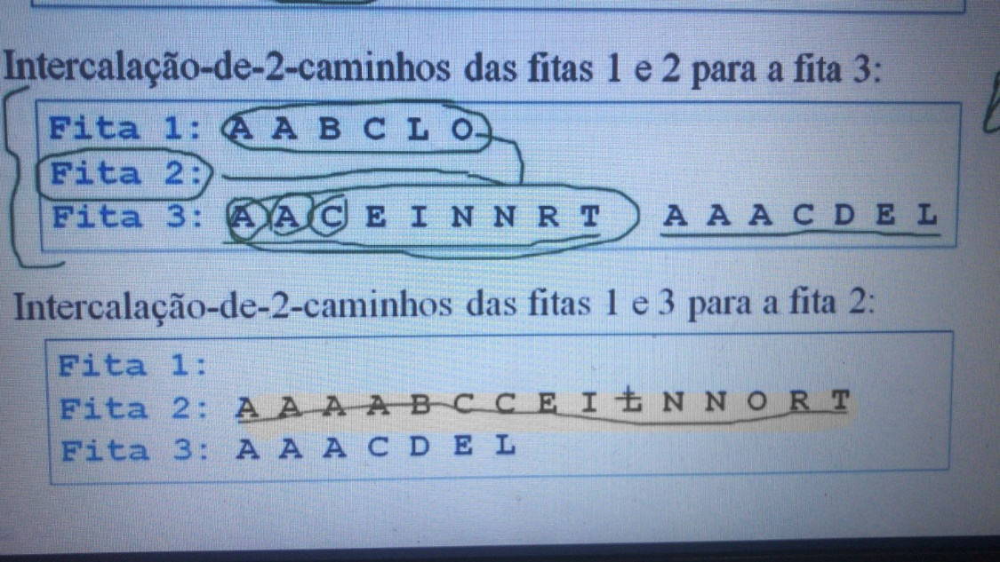 Intercalação-de-2-caminhos das fitas 1 e 2 para a fita 3:
Fita 1: A A B C L O
Fita 2:
Fita 3: A A C E I N N R T A A A C D E L
Intercalação-de-2-caminhos das fitas 1 e 3 para a fita 2:
Fita 1:
Fita 2: A A A A B C C E I L N N O R T
Fita 3: A A A C D E L